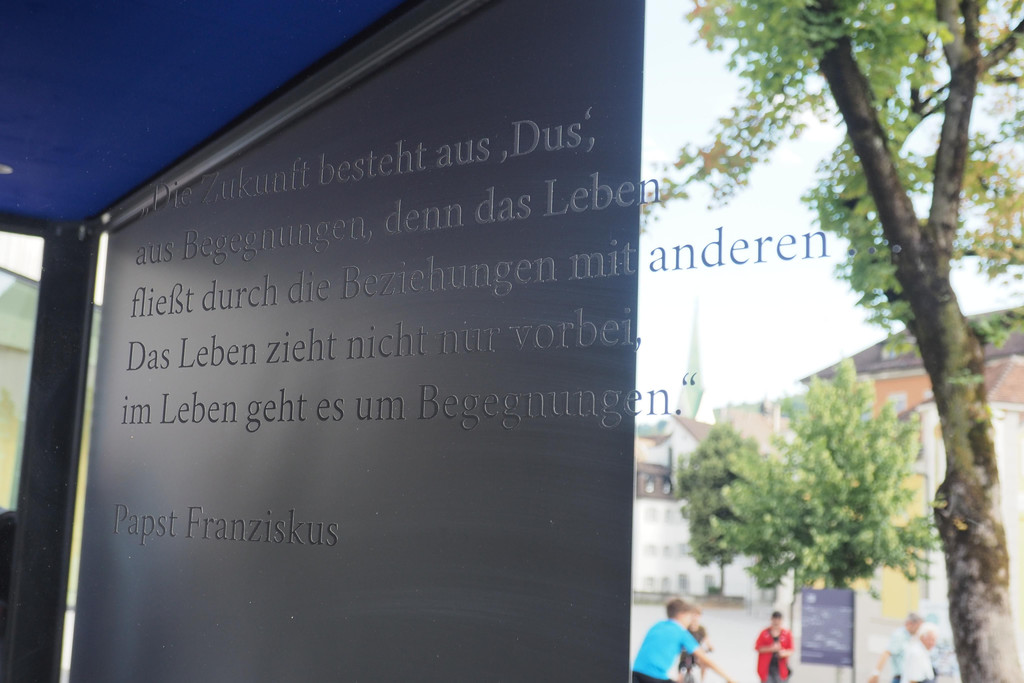 „Die Zukunft besteht aus ‚Dus‘,
aus Begegnungen, denn das Leben
fließt durch die Beziehungen mit anderen ...
Das Leben zieht nicht nur vorbei,
im Leben geht es um Begegnungen.“
Papst Franziskus